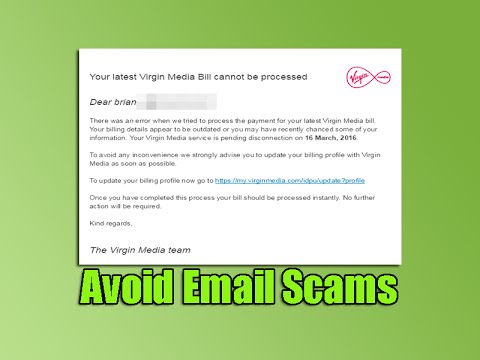 Your latest Virgin Media Bill cannot be processed
Virgin media
Dear brian
There was an error when we tried to process the payment for your latest Virgin Media bill.
Your billing details appear to be outdated or you may have recently chanced some of your
information. Your Virgin Media service is pending disconnection on 16 March, 2016.
To avoid any inconvenience we strongly advise you to update your billing profile with Virgin
Media as soon as possible.
To update your billing profile now go to https://my.virginmedia.com/idpu/update?profile
Once you have completed this process your bill should be processed instantly. No further
action will be required.
Kind regards,
The Virgin Media team
Avoid Email Scams